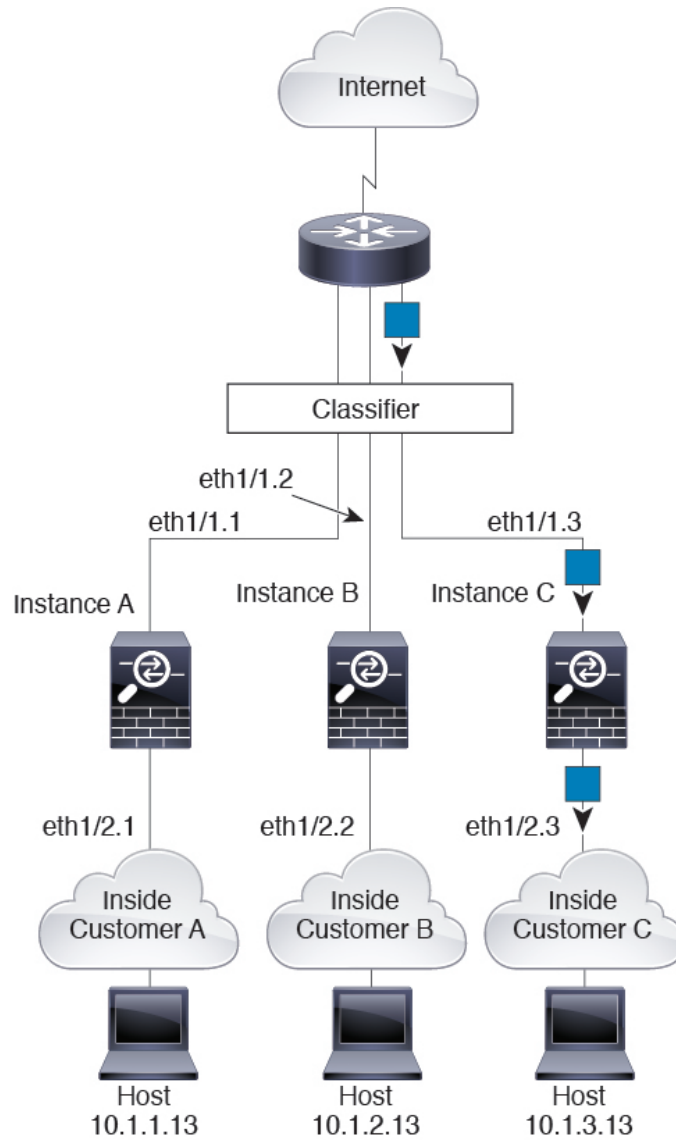 Internet
Classifier
eth1/1.2
eth1/1.1
eth1/1.3
Instance A
Instance B
Instance C
eth1/2.1
eth1/2.2
eth1/2.3
Inside
Customer A
Inside
Customer B
Inside
Customer C
Host
10.1.1.13
Host
10.1.2.13
Host
10.1.3.13